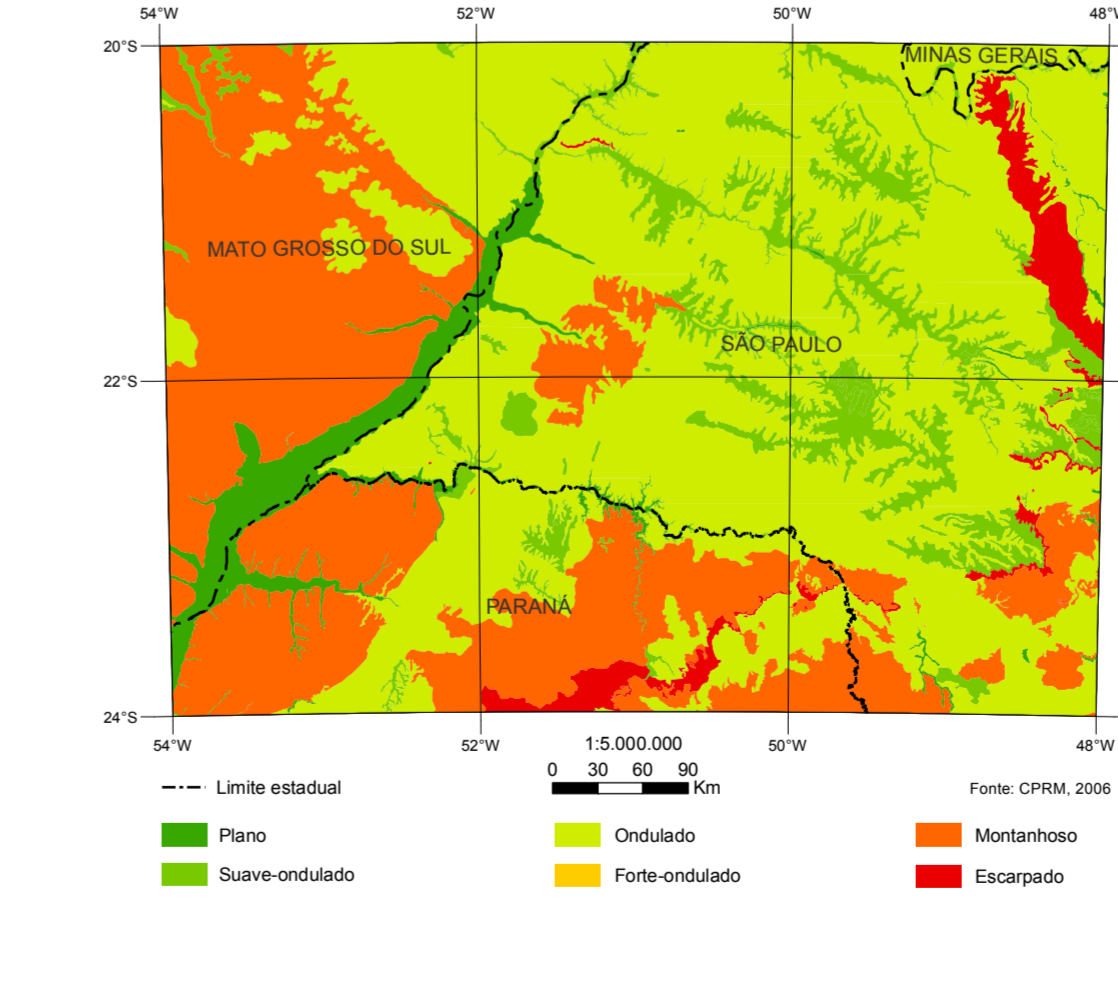 54°W 52°W 50°W 48°W
20°S
MINAS GERAIS
MATO GROSSO DO SUL
SÃO PAULO
22°S
PARANÁ
24°S
54°W 52°W 50°W 48°W
1:5.000.000
0 30 60 90
Km
Limite estadual
Fonte: CPRM, 2006
Plano Ondulado Montanhoso
Suave-ondulado Forte-ondulado Escarpado